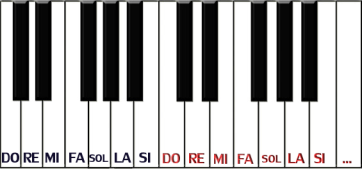 DO RE MI FA SOL LA SI DO RE MI FA SOL LA SI ...